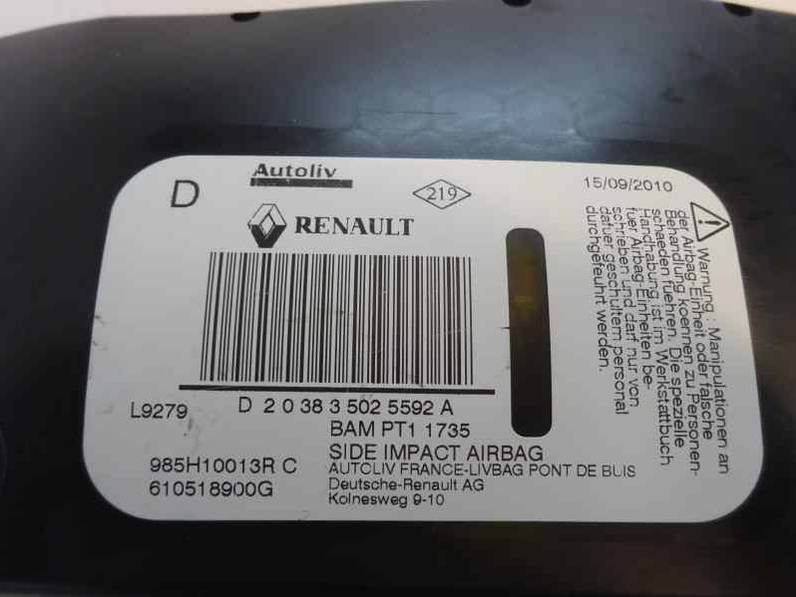 D
Autoliv
219
RENAULT
15/09/2010
Warnung : Manipulationen an
der Airbag-Einheit oder falsche
Behandlung koennen zu Personen-
schaeden fuehren. Die spezielle
Handhabung ist im Werkstattbuch
fuer Airbag-Einheiten be-
schrieben und darf nur von
dafuer geschultem personal
durchgefuehrt werden.
L9279
D 2 0 38 3 502 5592 A
BAM PT1 1735
SIDE IMPACT AIRBAG
985H10013R C
AUTOLIV FRANCE-LIVBAG PONT DE BUIS
610518900G
Deutsche-Renault AG
Kolnesweg 9-10